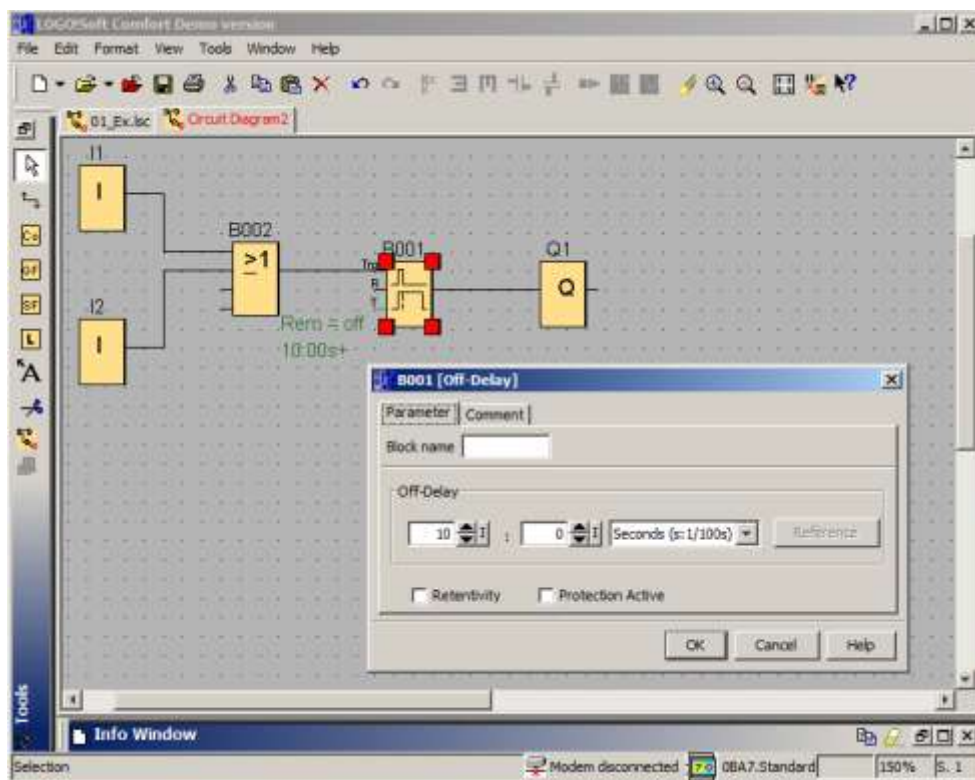 LOGO!Soft Comfort Demo version
File Edit Format View Tools Window Help
01_Ex.lsc Circuit Diagram2
I1
I
B002
>1
B001
Trg
R
T
Q1
Q
I2
I
Rem = off
10:00s+
Co
GF
SF
L
A
B001 [Off-Delay]
Parameter Comment
Block name
Off-Delay
10 : 0 Seconds (s:1/100s) Reference
Retentivity Protection Active
OK Cancel Help
Tools
Info Window
Selection Modem disconnected 0BA7.Standard 150% S. 1